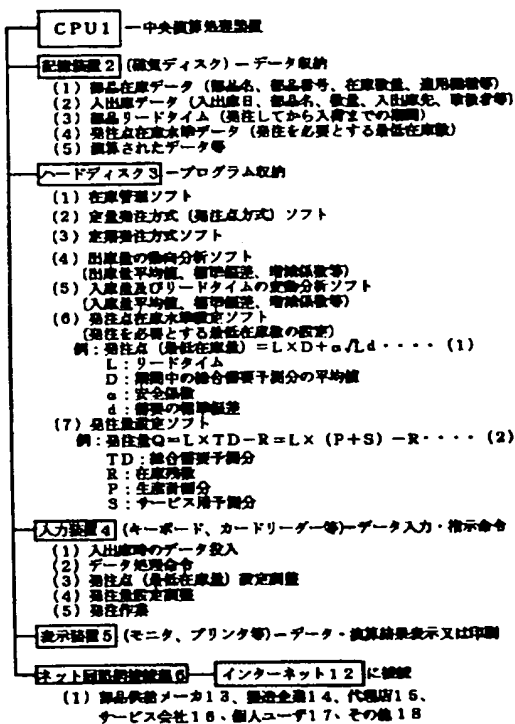 CPU1 ー中央演算処理装置
記憶装置2 (磁気ディスク) ーデータ収納
(1) 部品在庫データ (部品名、部品番号、在庫数量、適用機種等)
(2) 入出庫データ (入出庫日、部品名、数量、入出庫先、取扱者等)
(3) 部品リードタイム (発注してから入荷までの期間)
(4) 発注点在庫水準データ (発注を必要とする最低在庫数)
(5) 演算されたデータ等
ハードディスク3 ープログラム収納
(1) 在庫管理ソフト
(2) 定量発注方式 (発注点方式) ソフト
(3) 定期発注方式ソフト
(4) 出庫量の動向分析ソフト
(出庫量平均値、標準偏差、増減係数等)
(5) 入庫量及びリードタイムの変動分析ソフト
(入庫量平均値、標準偏差、増減係数等)
(6) 発注点在庫水準設定ソフト
(発注を必要とする最低在庫数の設定)
例:発注点 (最低在庫量) =L×D+α√Ld・・・・ (1)
L:リードタイム
D:期間中の総合需要予測分の平均値
α:安全係数
d:需要の標準偏差
(7) 発注量設定ソフト
例:発注量Q=L×TD-R=L× (P+S) -R・・・・ (2)
TD:総合需要予測分
R:在庫残数
P:生産計画分
S:サービス用予測分
入力装置4 (キーボード、カードリーダー等)ーデータ入力・指示命令
(1) 入出庫時のデータ投入
(2) データ処理命令
(3) 発注点 (最低在庫量) 設定調整
(4) 発注量設定調整
(5) 発注作業
表示装置5 (モニタ、プリンタ等) ーデータ・演算結果表示又は印刷
ネット回路網接続器6 インターネット12 に接続
(1) 部品供給メーカ13、製造企業14、代理店15、
サービス会社16、個人ユーザ17、その他18